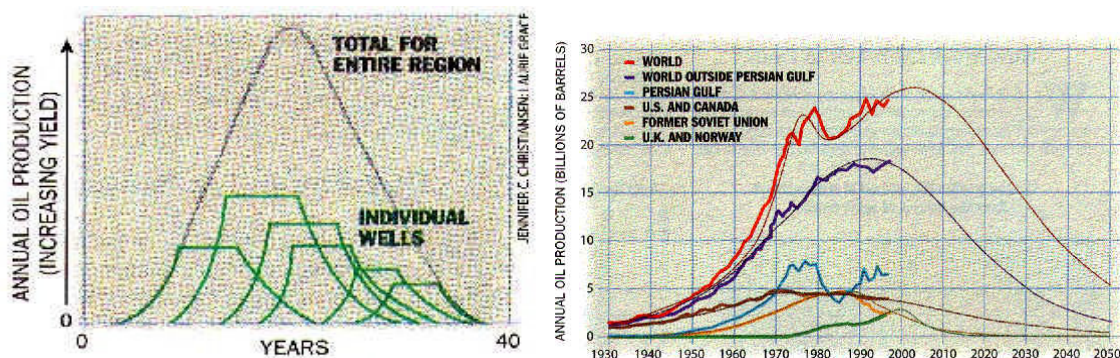 ANNUAL OIL PRODUCTION
(INCREASING YIELD)
0
TOTAL FOR
ENTIRE REGION
INDIVIDUAL
WELLS
JENNIFER C. CHRISTIANSEN; LAURIE GRACE
0
YEARS
40
ANNUAL OIL PRODUCTION (BILLIONS OF BARRELS)
30
25
20
15
10
5
0
WORLD
WORLD OUTSIDE PERSIAN GULF
PERSIAN GULF
U.S. AND CANADA
FORMER SOVIET UNION
U.K. AND NORWAY
1930 1940 1950 1960 1970 1980 1990 2000 2010 2020 2030 2040 2050